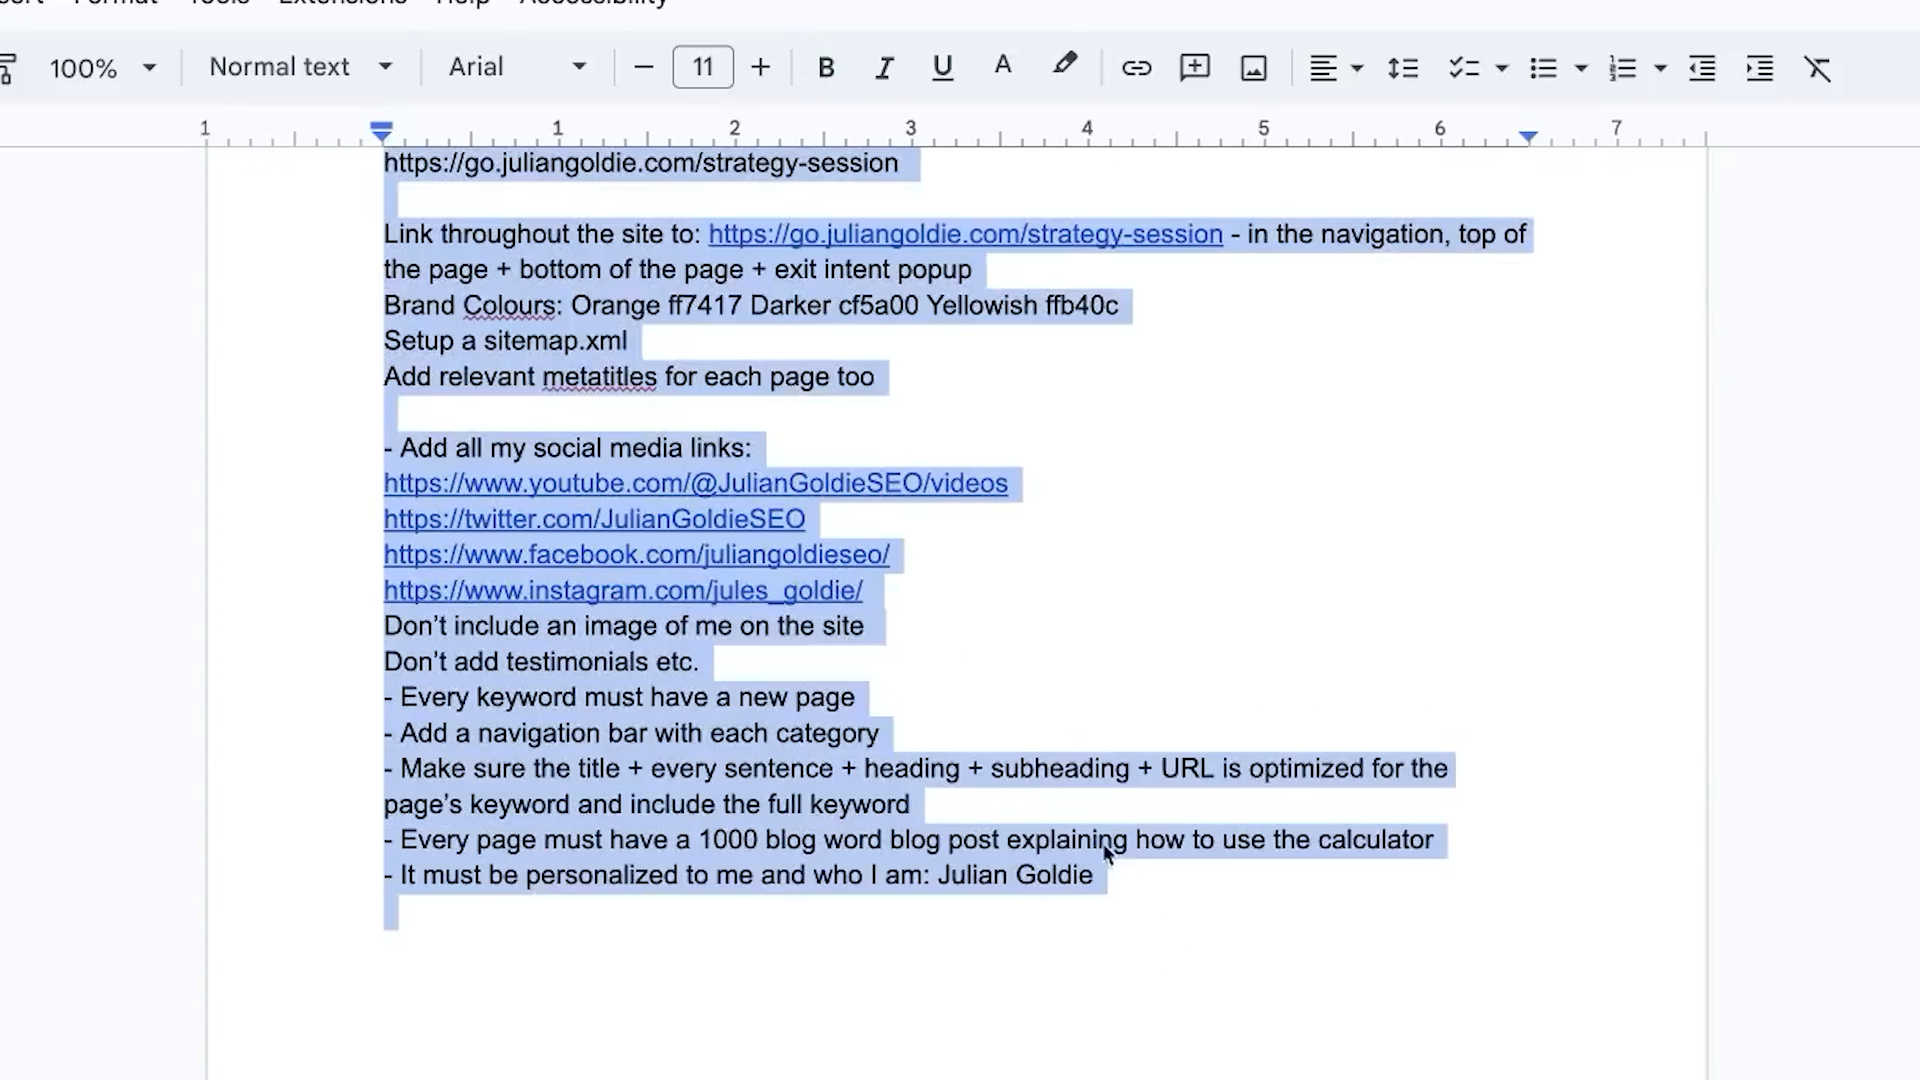 Format Tools Extensions Help Accessibility
100% Normal text Arial 11 B I U A
1 1 2 3 4 5 6 7
https://go.juliangoldie.com/strategy-session
Link throughout the site to: https://go.juliangoldie.com/strategy-session - in the navigation, top of
the page + bottom of the page + exit intent popup
Brand Colours: Orange ff7417 Darker cf5a00 Yellowish ffb40c
Setup a sitemap.xml
Add relevant metatitles for each page too
- Add all my social media links:
https://www.youtube.com/@JulianGoldieSEO/videos
https://twitter.com/JulianGoldieSEO
https://www.facebook.com/juliangoldieseo/
https://www.instagram.com/jules_goldie/
Don’t include an image of me on the site
Don’t add testimonials etc.
- Every keyword must have a new page
- Add a navigation bar with each category
- Make sure the title + every sentence + heading + subheading + URL is optimized for the
page’s keyword and include the full keyword
- Every page must have a 1000 blog word blog post explaining how to use the calculator
- It must be personalized to me and who I am: Julian Goldie